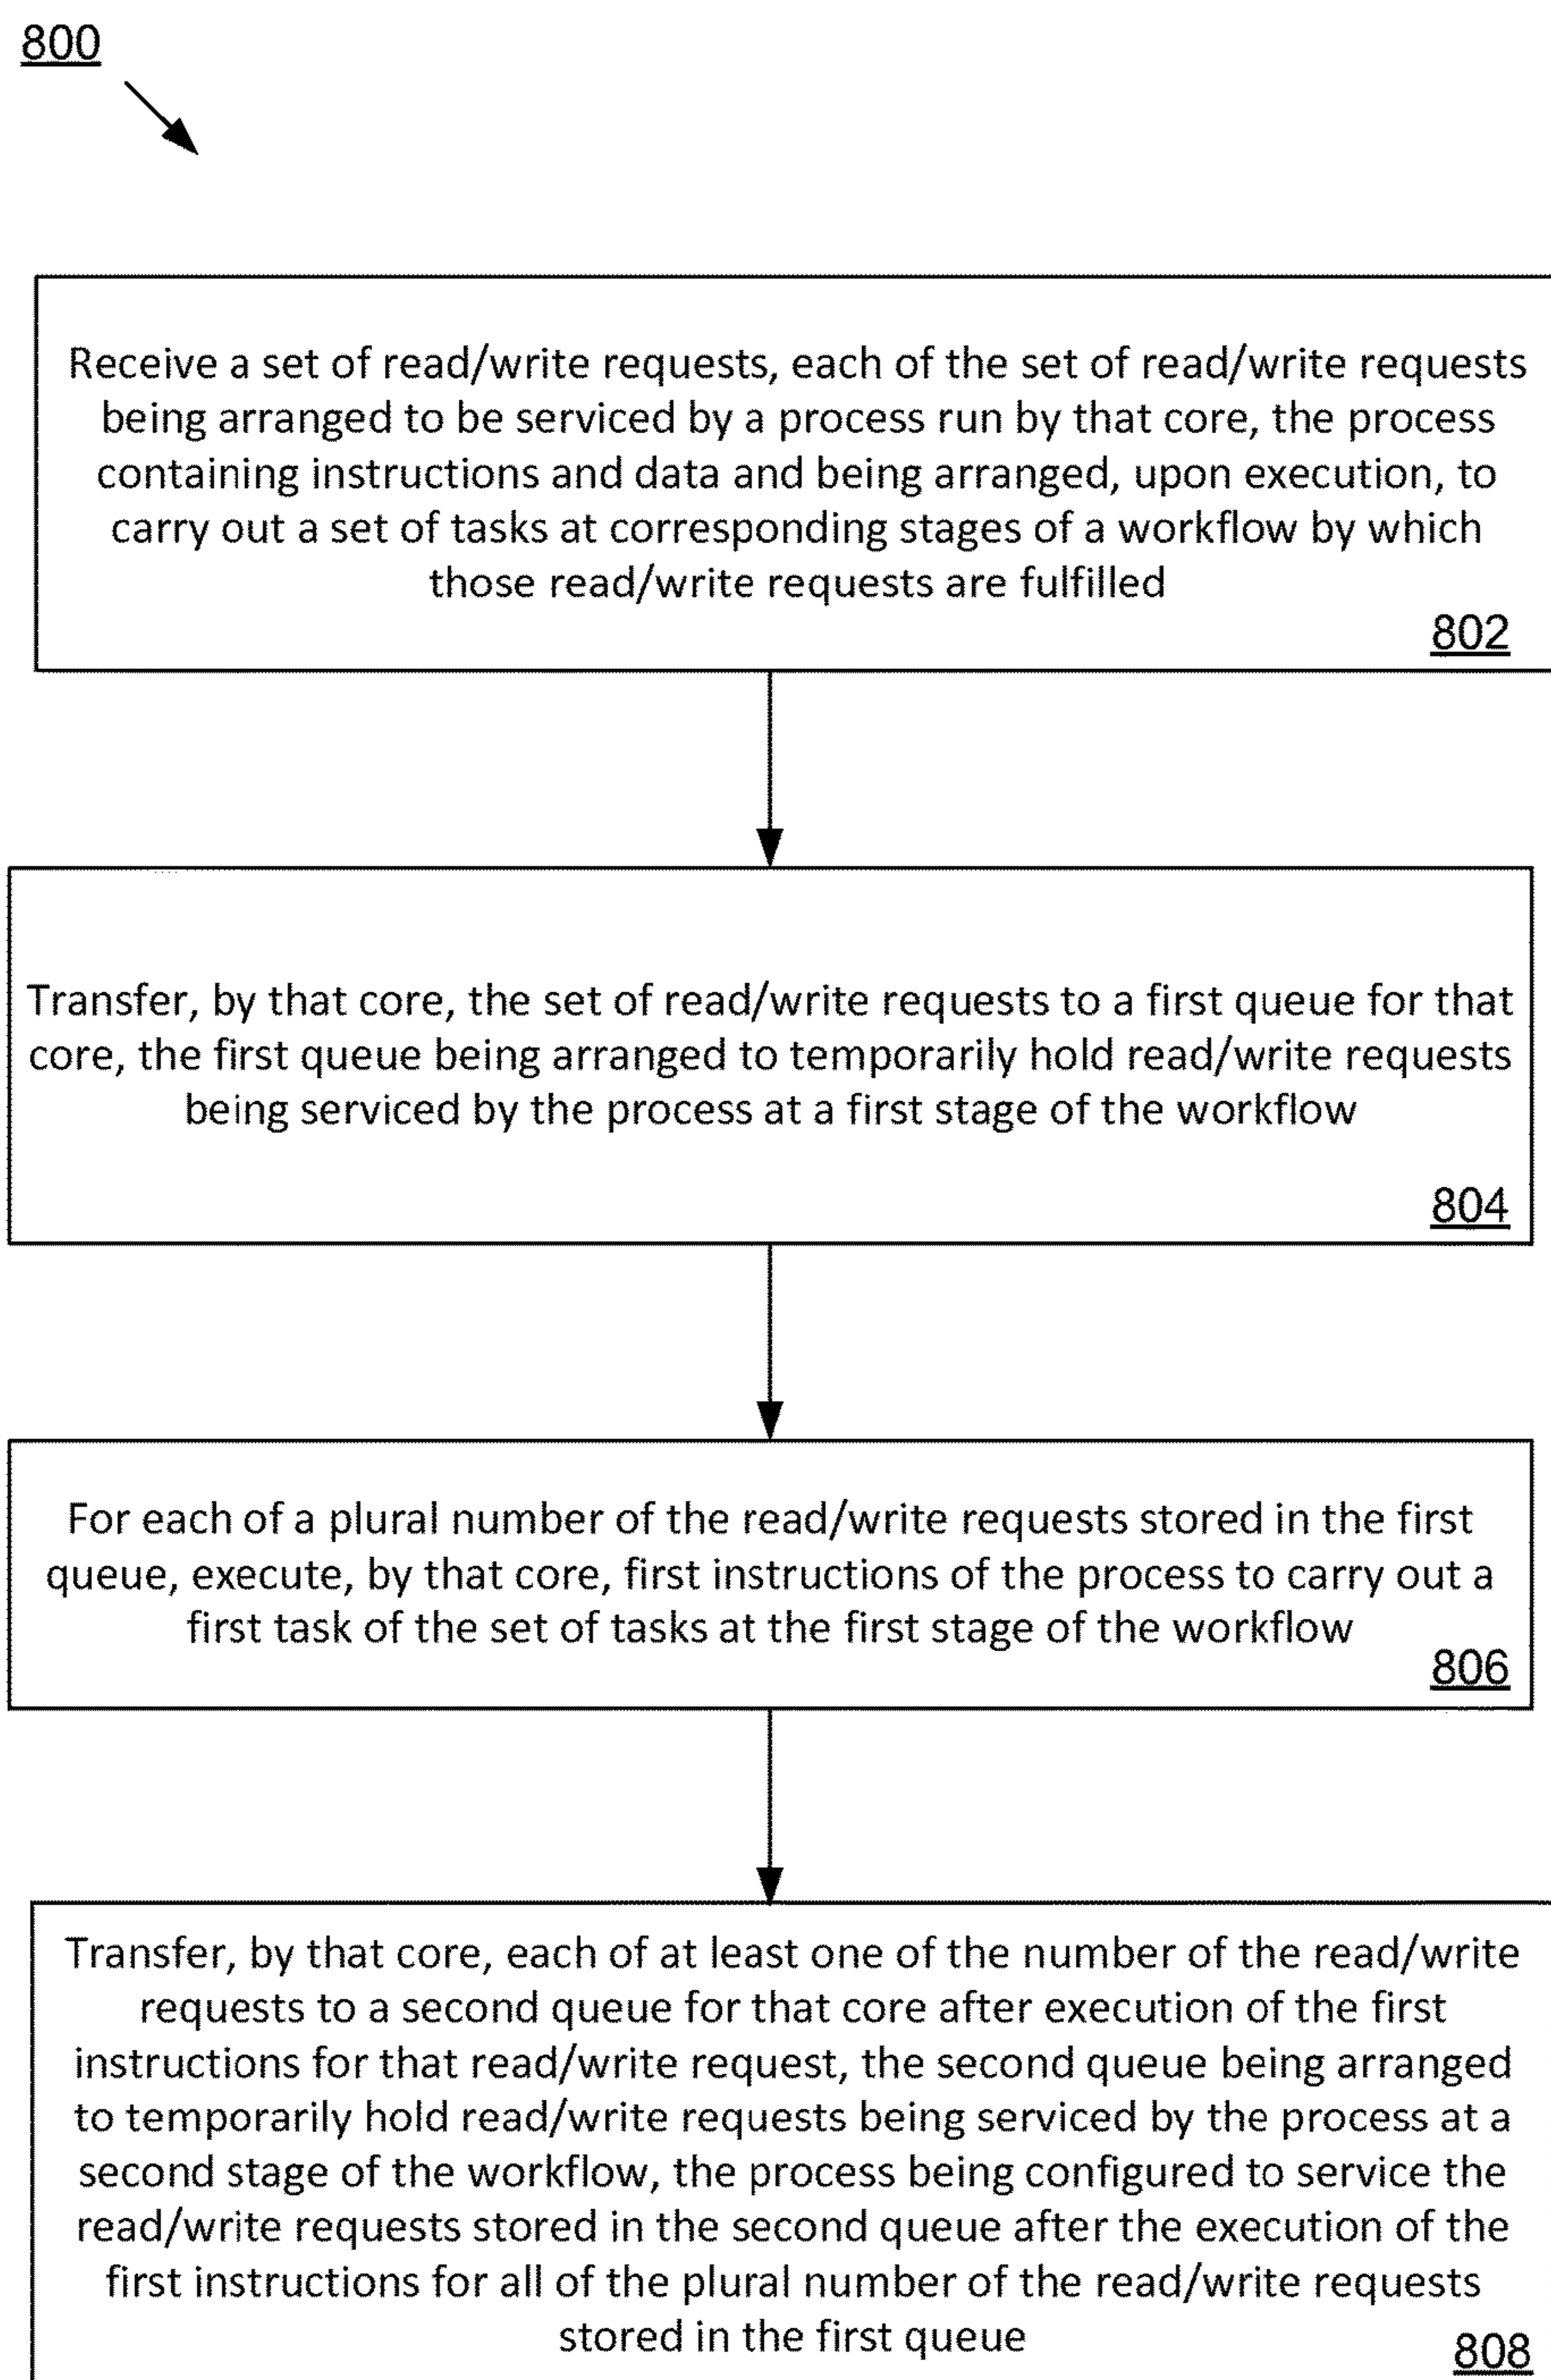 800
Receive a set of read/write requests, each of the set of read/write requests
being arranged to be serviced by a process run by that core, the process
containing instructions and data and being arranged, upon execution, to
carry out a set of tasks at corresponding stages of a workflow by which
those read/write requests are fulfilled
802
Transfer, by that core, the set of read/write requests to a first queue for that
core, the first queue being arranged to temporarily hold read/write requests
being serviced by the process at a first stage of the workflow
804
For each of a plural number of the read/write requests stored in the first
queue, execute, by that core, first instructions of the process to carry out a
first task of the set of tasks at the first stage of the workflow
806
Transfer, by that core, each of at least one of the number of the read/write
requests to a second queue for that core after execution of the first
instructions for that read/write request, the second queue being arranged
to temporarily hold read/write requests being serviced by the process at a
second stage of the workflow, the process being configured to service the
read/write requests stored in the second queue after the execution of the
first instructions for all of the plural number of the read/write requests
stored in the first queue
808